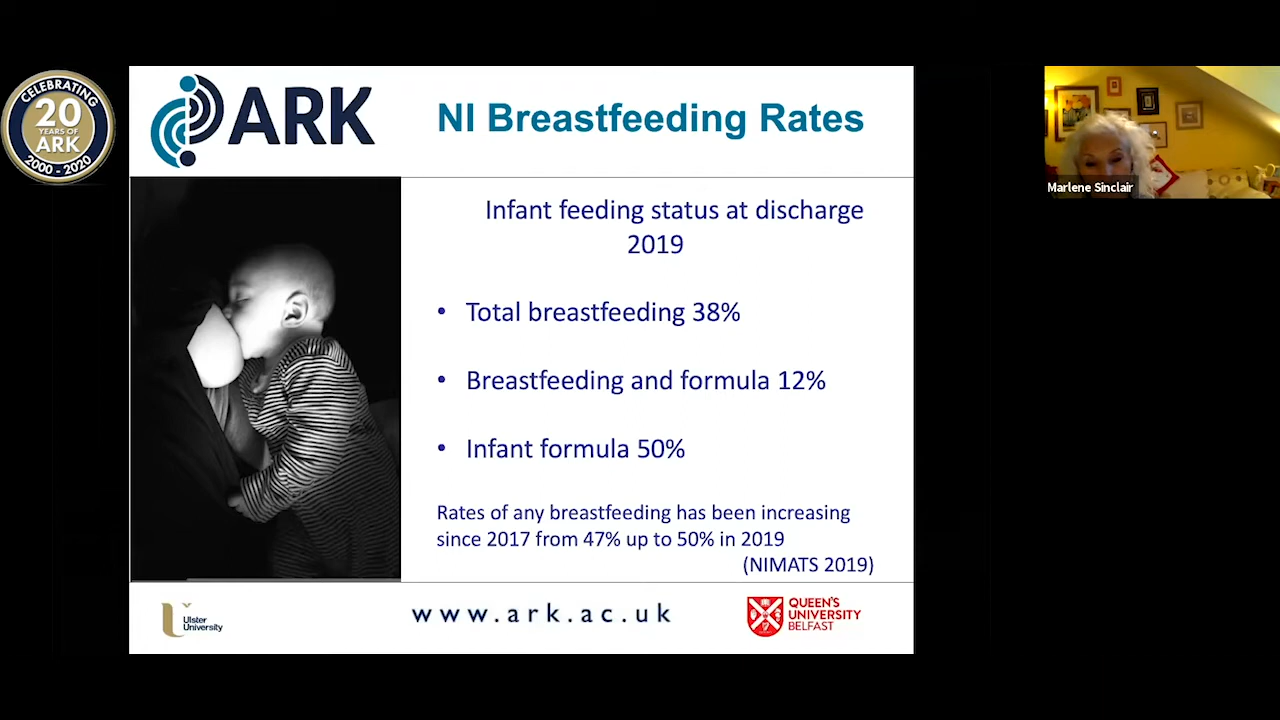 CELEBRATING
20
YEARS OF
ARK
2000 - 2020
ARK
NI Breastfeeding Rates
Infant feeding status at discharge
2019
• Total breastfeeding 38%
• Breastfeeding and formula 12%
• Infant formula 50%
Rates of any breastfeeding has been increasing
since 2017 from 47% up to 50% in 2019
(NIMATS 2019)
Ulster
University
www.ark.ac.uk
QUEEN'S
UNIVERSITY
BELFAST
Marlene Sinclair